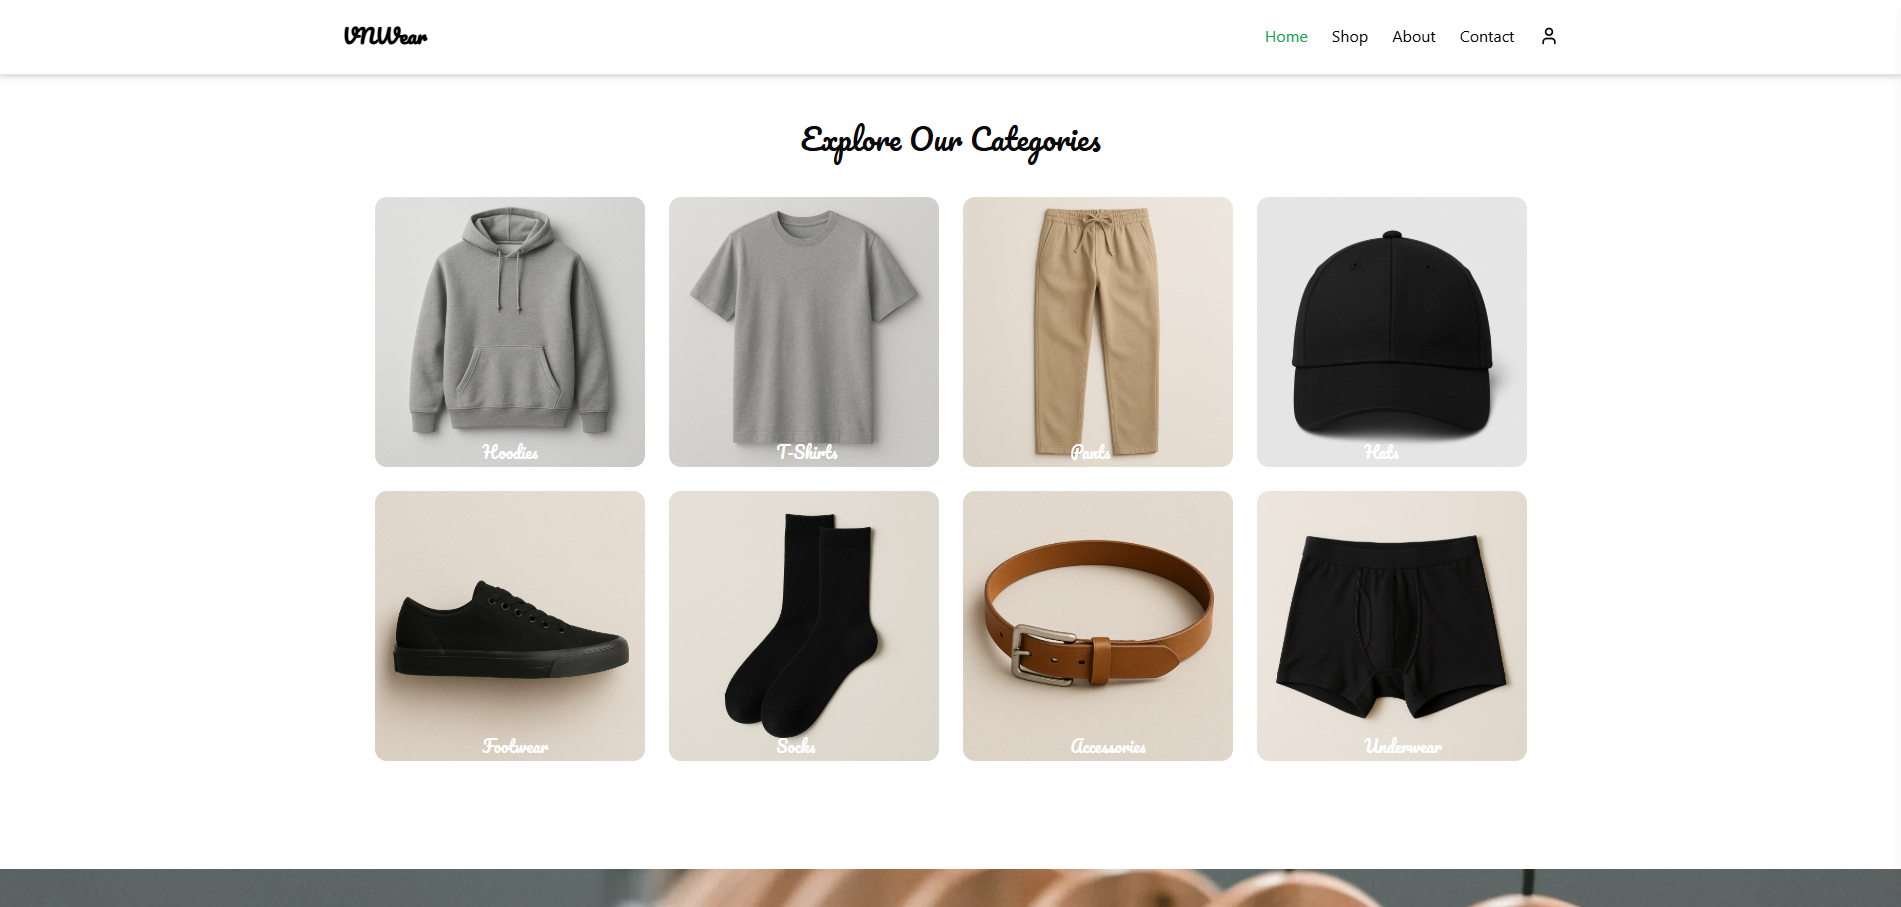 VNWear
Home Shop About Contact
Explore Our Categories
Hoodies
T-Shirts
Pants
Hats
Footwear
Socks
Accessories
Underwear